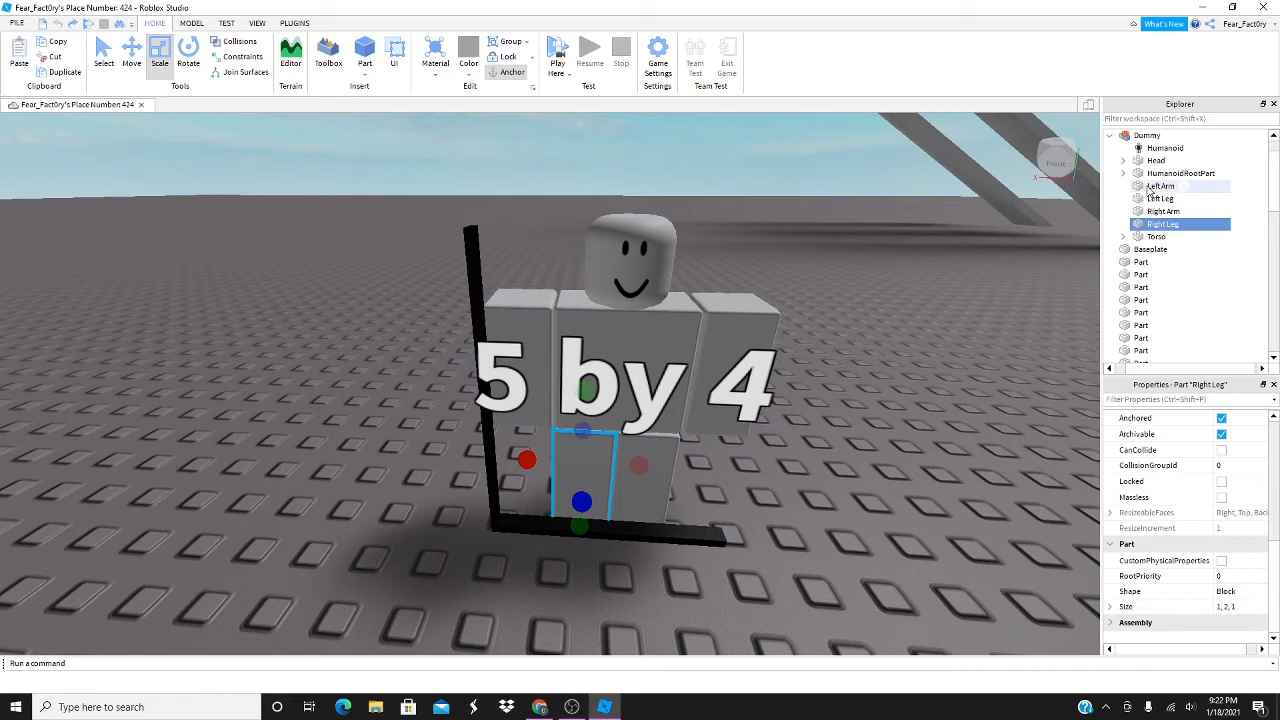 Fear_Fact0ry's Place Number: 424 - Roblox Studio
FILE HOME MODEL TEST VIEW PLUGINS What's New Fear_Fact0ry
Paste Copy Cut Duplicate Select Move Scale Rotate Collisions Constraints Join Surfaces Editor Toolbox Part UI Material Color Group Lock Anchor Play Here Resume Stop Game Settings Team Test Exit Game
Clipboard Tools Terrain Insert Edit Test Settings Team Test
Fear_Fact0ry's Place Number: 424
Explorer
Filter workspace (Ctrl+Shift+X)
Dummy
Humanoid
Head
HumanoidRootPart
Left Arm
Left Leg
Right Arm
Right Leg
Torso
Baseplate
Part
Part
Part
Part
Part
Part
Part
Part
Front
X
5 by 4
Properties - Part "Right Leg"
Filter Properties (Ctrl+Shift+P)
Anchored
Archivable
CanCollide
CollisionGroupId 0
Locked
Massless
ResizeableFaces Right, Top, Bac
ResizeIncrement 1
Part
CustomPhysicalProperties
RootPriority 0
Shape Block
Size 1, 2, 1
Assembly
Run a command
Type here to search
9:22 PM
1/18/2021